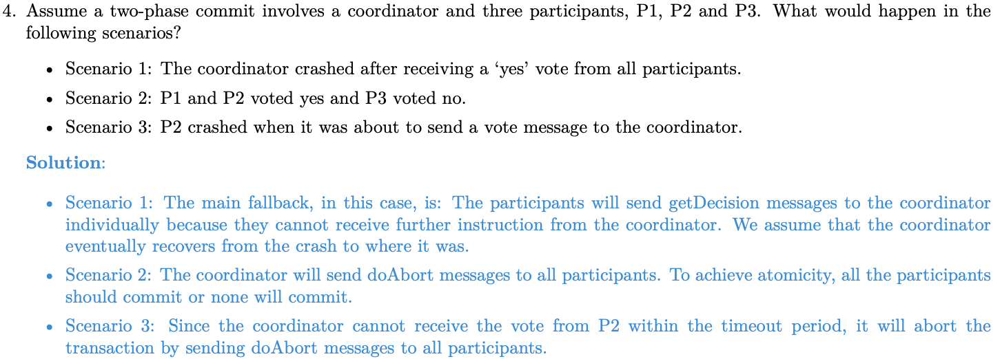 4. Assume a two-phase commit involves a coordinator and three participants, P1, P2 and P3. What would happen in the
following scenarios?
• Scenario 1: The coordinator crashed after receiving a ‘yes’ vote from all participants.
• Scenario 2: P1 and P2 voted yes and P3 voted no.
• Scenario 3: P2 crashed when it was about to send a vote message to the coordinator.
Solution:
• Scenario 1: The main fallback, in this case, is: The participants will send getDecision messages to the coordinator
individually because they cannot receive further instruction from the coordinator. We assume that the coordinator
eventually recovers from the crash to where it was.
• Scenario 2: The coordinator will send doAbort messages to all participants. To achieve atomicity, all the participants
should commit or none will commit.
• Scenario 3: Since the coordinator cannot receive the vote from P2 within the timeout period, it will abort the
transaction by sending doAbort messages to all participants.